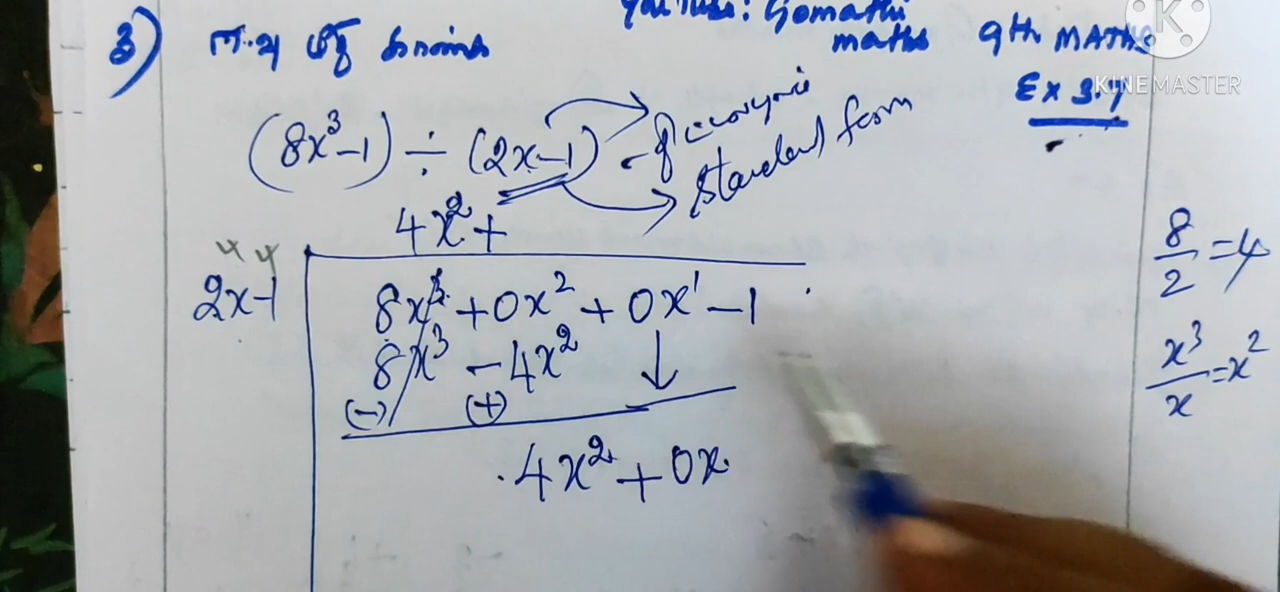 YouTube: Gomathi
maths 9th MATHS
KINEMASTER
Ex 3.7
3)
(8x³-1) ÷ (2x-1)
Standard form
4x²+
2x-1
8x³ + 0x² + 0x¹ - 1
8x³ - 4x²
(-) (+)
4x² + 0x
8/2 = 4
x³/x = x²